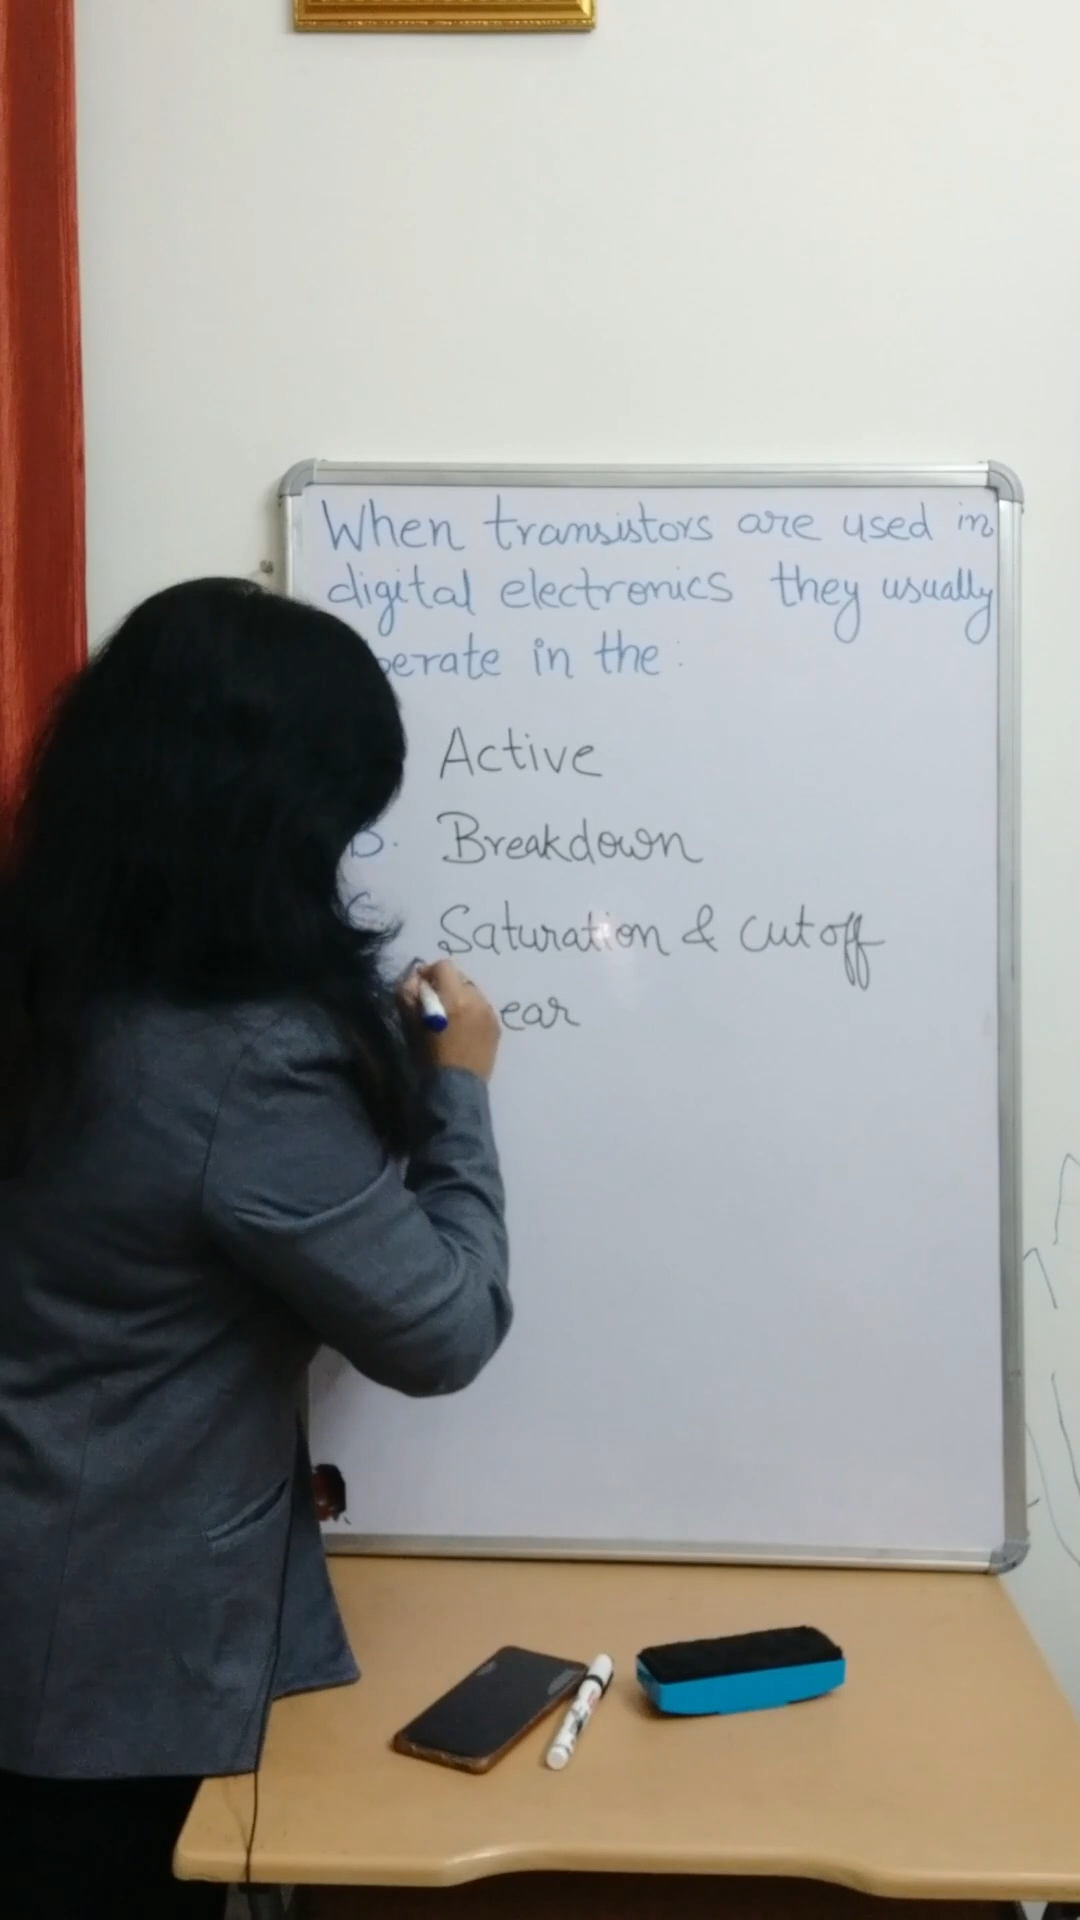 When transistors are used in
digital electronics they usually
perate in the :
Active
B. Breakdown
C. Saturation & cutoff
ear